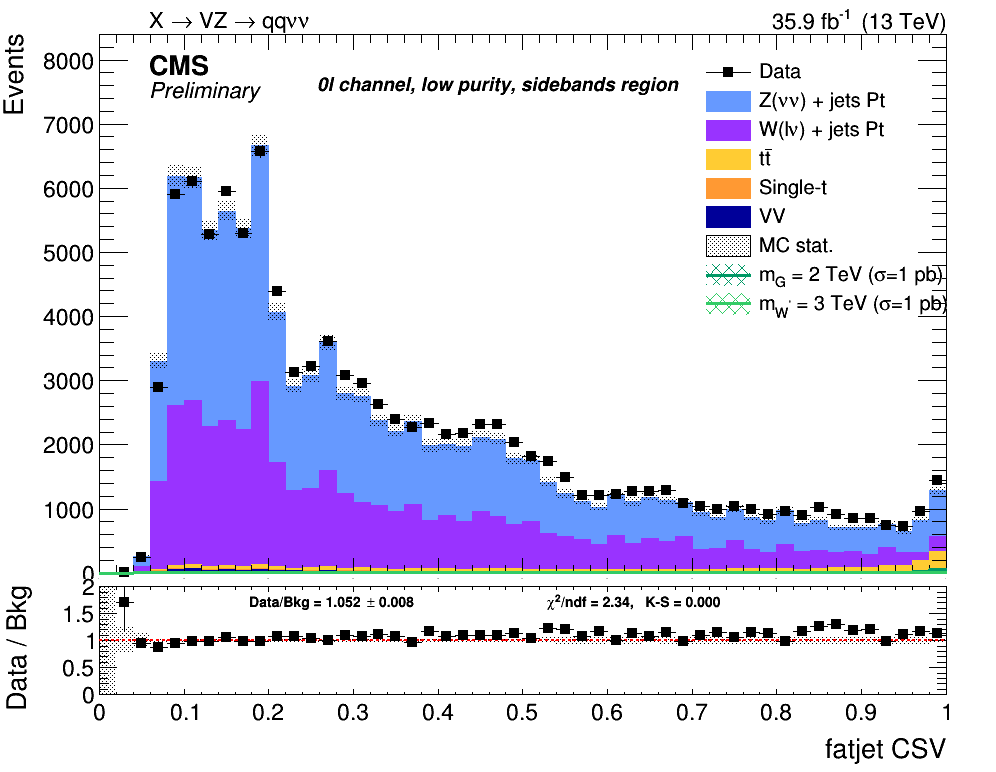 X → VZ → qqνν
35.9 fb⁻¹ (13 TeV)
Events
8000
7000
6000
5000
4000
3000
2000
1000
0
CMS
Preliminary
0l channel, low purity, sidebands region
Data
Z(νν) + jets Pt
W(lν) + jets Pt
tt̄
Single-t
VV
MC stat.
m_G = 2 TeV (σ=1 pb)
m_W' = 3 TeV (σ=1 pb)
Data / Bkg
2
1.5
1
0.5
0
Data/Bkg = 1.052 ± 0.008
χ²/ndf = 2.34, K-S = 0.000
0 0.1 0.2 0.3 0.4 0.5 0.6 0.7 0.8 0.9 1
fatjet CSV